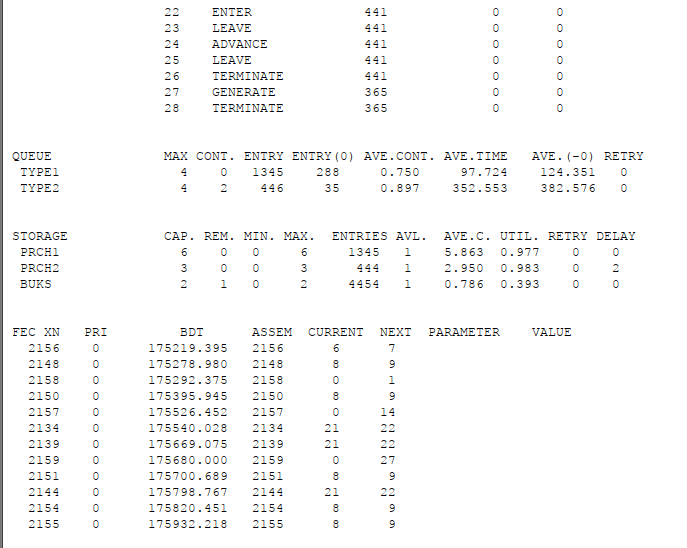 22 ENTER 441 0 0
23 LEAVE 441 0 0
24 ADVANCE 441 0 0
25 LEAVE 441 0 0
26 TERMINATE 441 0 0
27 GENERATE 365 0 0
28 TERMINATE 365 0 0
QUEUE MAX CONT. ENTRY ENTRY(0) AVE.CONT. AVE.TIME AVE.(-0) RETRY
TYPE1 4 0 1345 288 0.750 97.724 124.351 0
TYPE2 4 2 446 35 0.897 352.553 382.576 0
STORAGE CAP. REM. MIN. MAX. ENTRIES AVL. AVE.C. UTIL. RETRY DELAY
PRCH1 6 0 0 6 1345 1 5.863 0.977 0 0
PRCH2 3 0 0 3 444 1 2.950 0.983 0 2
BUKS 2 1 0 2 4454 1 0.786 0.393 0 0
FEC XN PRI BDT ASSEM CURRENT NEXT PARAMETER VALUE
2156 0 175219.395 2156 6 7
2148 0 175278.980 2148 8 9
2158 0 175292.375 2158 0 1
2150 0 175395.945 2150 8 9
2157 0 175526.452 2157 0 14
2134 0 175540.028 2134 21 22
2139 0 175669.075 2139 21 22
2159 0 175680.000 2159 0 27
2151 0 175700.689 2151 8 9
2144 0 175798.767 2144 21 22
2154 0 175820.451 2154 8 9
2155 0 175932.218 2155 8 9